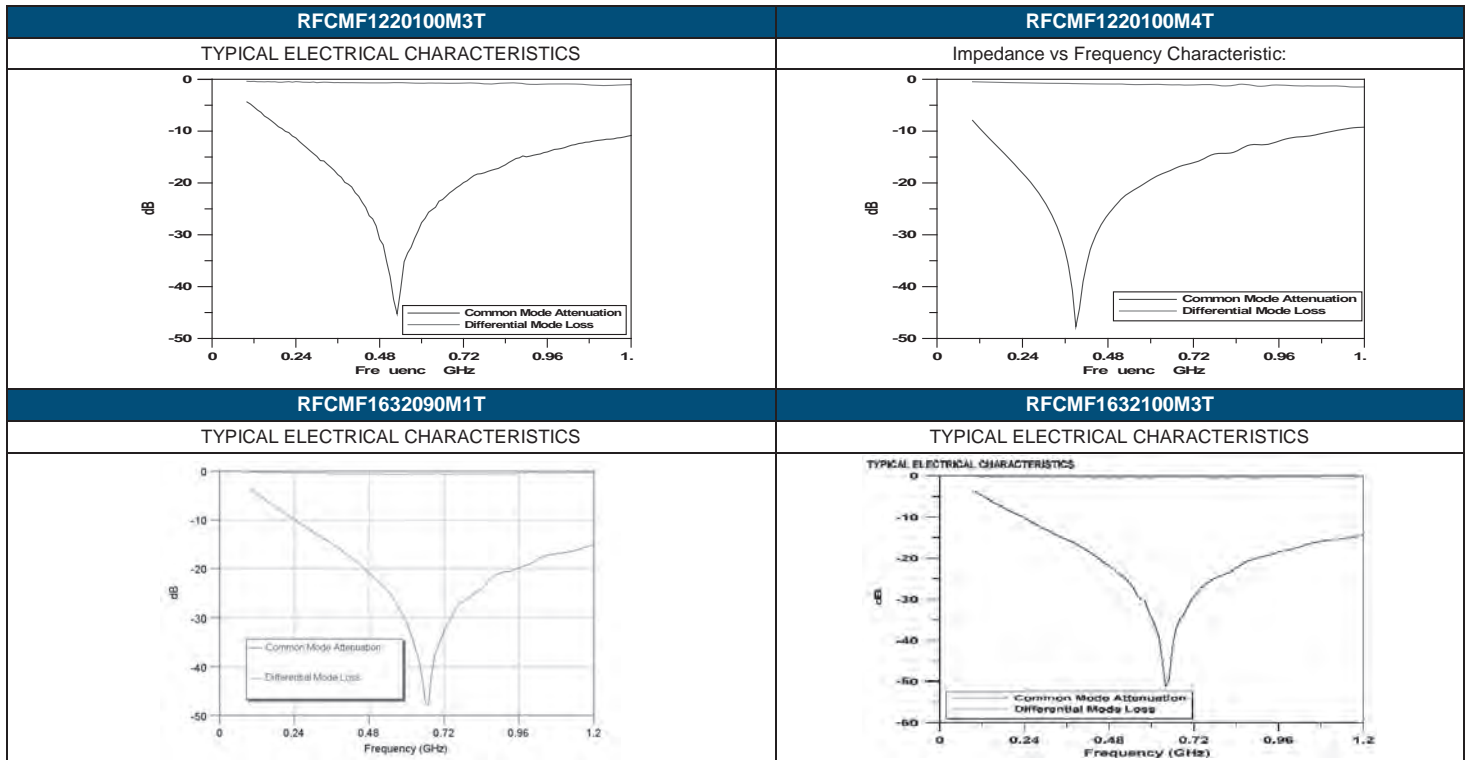 RFCMF1220100M3T
TYPICAL ELECTRICAL CHARACTERISTICS
0
-10
-20
-30
-40
-50
dB
Common Mode Attenuation
Differential Mode Loss
0 0.24 0.48 0.72 0.96 1.
Fre uenc GHz
RFCMF1220100M4T
Impedance vs Frequency Characteristic:
0
-10
-20
-30
-40
-50
dB
Common Mode Attenuation
Differential Mode Loss
0 0.24 0.48 0.72 0.96 1.
Fre uenc GHz
RFCMF1632090M1T
TYPICAL ELECTRICAL CHARACTERISTICS
0
-10
-20
-30
-40
-50
dB
Common Mode Attenuation
Differential Mode Loss
0 0.24 0.48 0.72 0.96 1.2
Frequency (GHz)
RFCMF1632100M3T
TYPICAL ELECTRICAL CHARACTERISTICS
TYPICAL ELECTRICAL CHARACTERISTICS
0
-10
-20
-30
-40
-50
-60
dB
Common Mode Attenuation
Differential Mode Loss
0 0.24 0.48 0.72 0.96 1.2
Frequency (GHz)